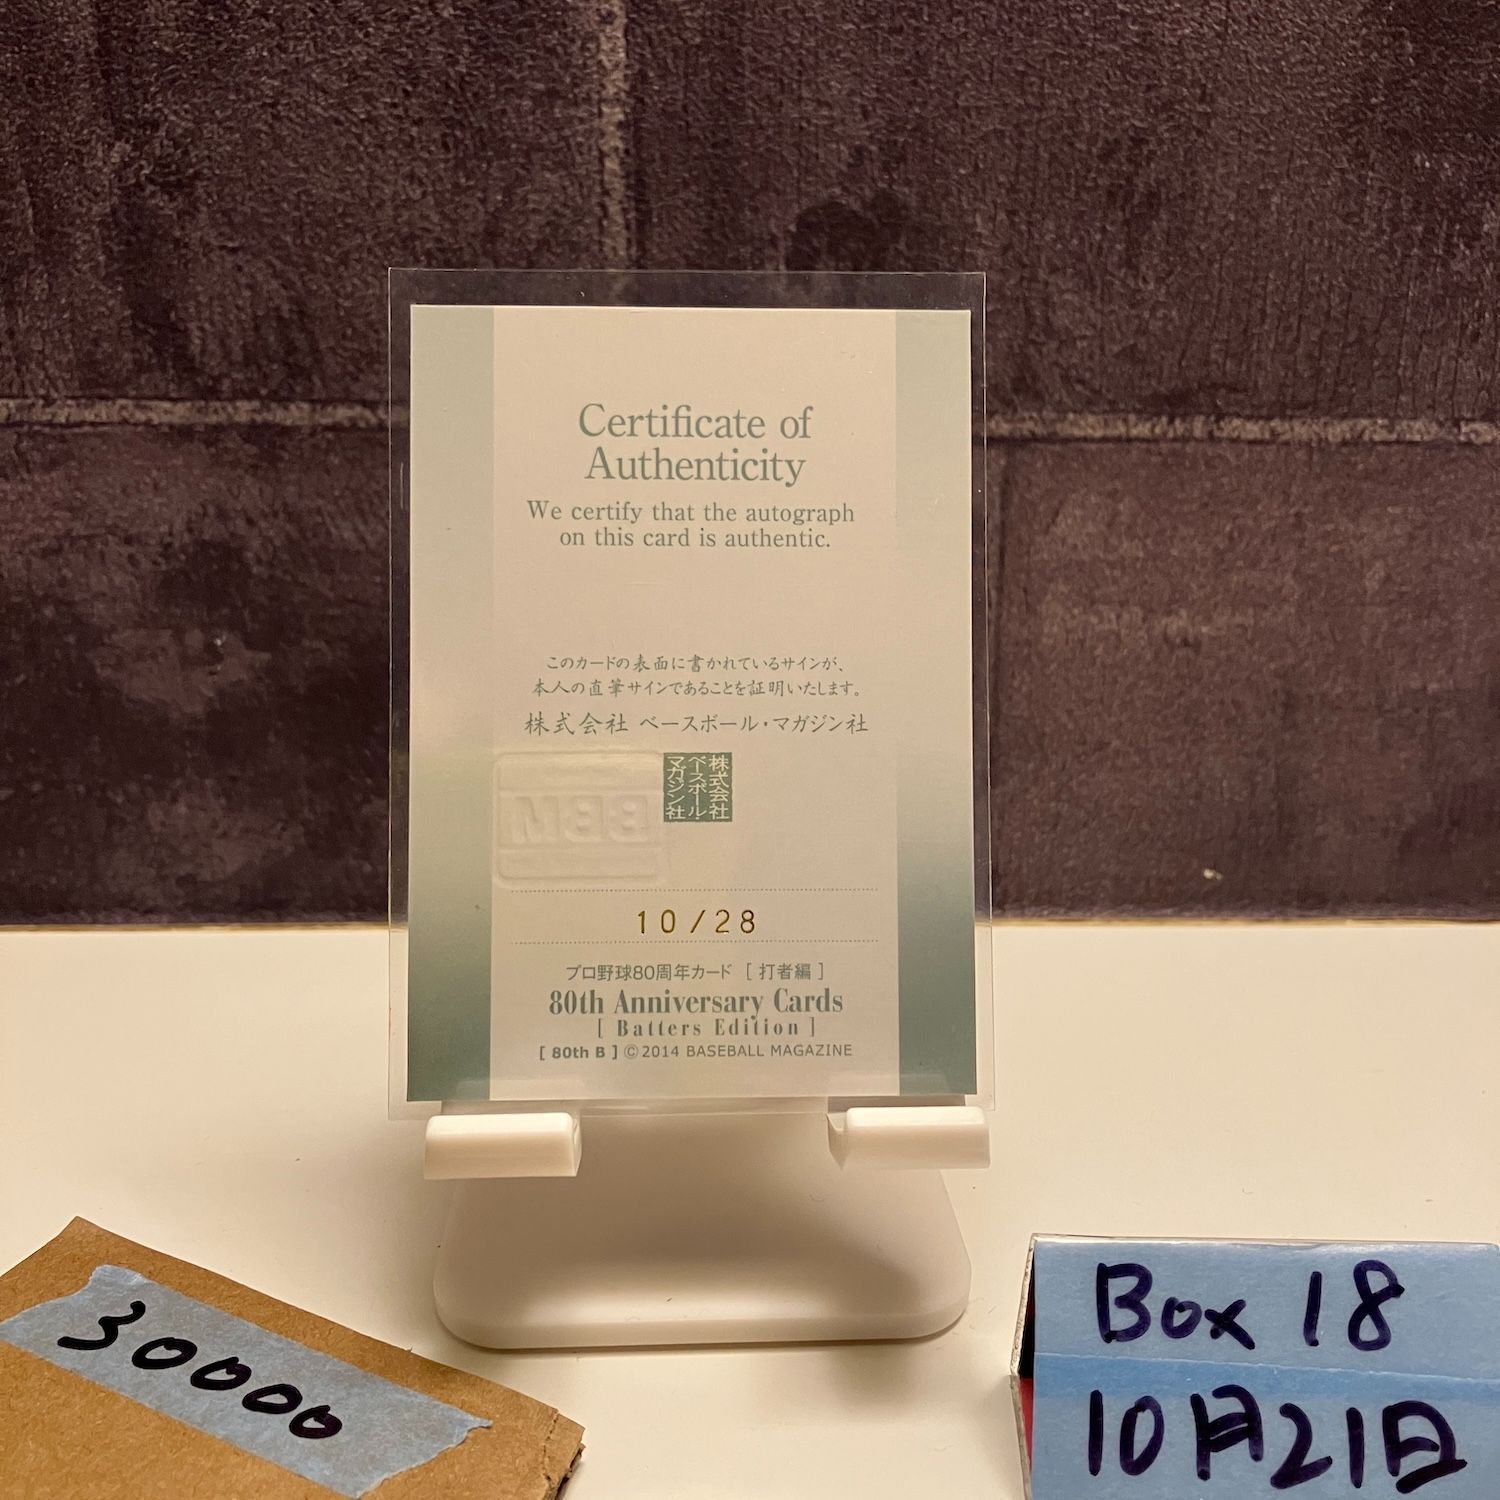 Certificate of
Authenticity
We certify that the autograph
on this card is authentic.
このカードの表面に書かれているサインが、
本人の直筆サインであることを証明いたします。
株式会社 ベースボール・マガジン社
株式会社
ベースボール・
マガジン社
BBM
10/28
プロ野球80周年カード [ 打者編 ]
80th Anniversary Cards
[ Batters Edition ]
[ 80th B ] ©2014 BASEBALL MAGAZINE
30000
Box 18
10月21日